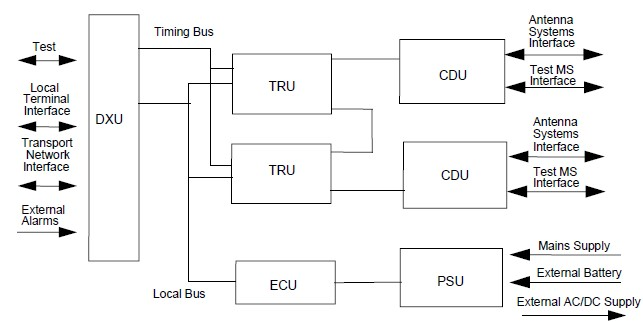 Test
Local
Terminal
Interface
Transport
Network
Interface
External
Alarms
DXU
Timing Bus
Local Bus
TRU
TRU
ECU
CDU
CDU
PSU
Antenna
Systems
Interface
Test MS
Interface
Antenna
Systems
Interface
Test MS
Interface
Mains Supply
External Battery
External AC/DC Supply